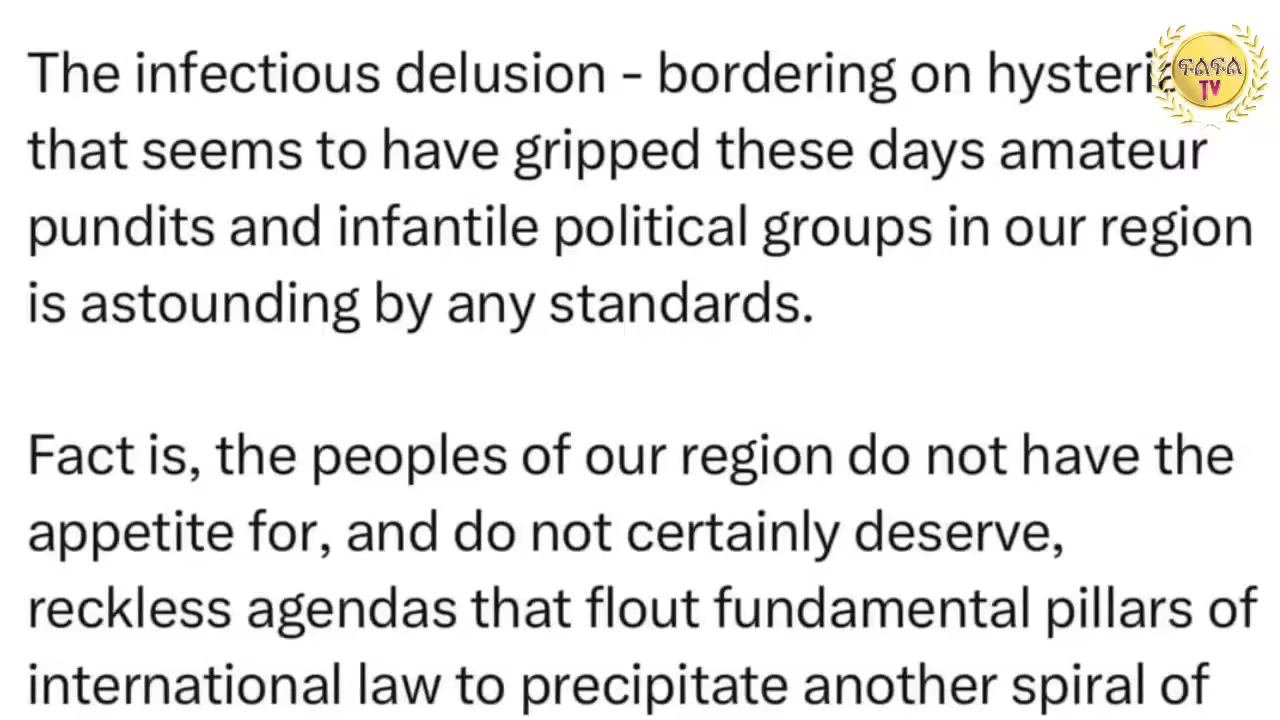 The infectious delusion - bordering on hysteria
that seems to have gripped these days amateur
pundits and infantile political groups in our region
is astounding by any standards.
Fact is, the peoples of our region do not have the
appetite for, and do not certainly deserve,
reckless agendas that flout fundamental pillars of
international law to precipitate another spiral of
ፍልፍል
TV